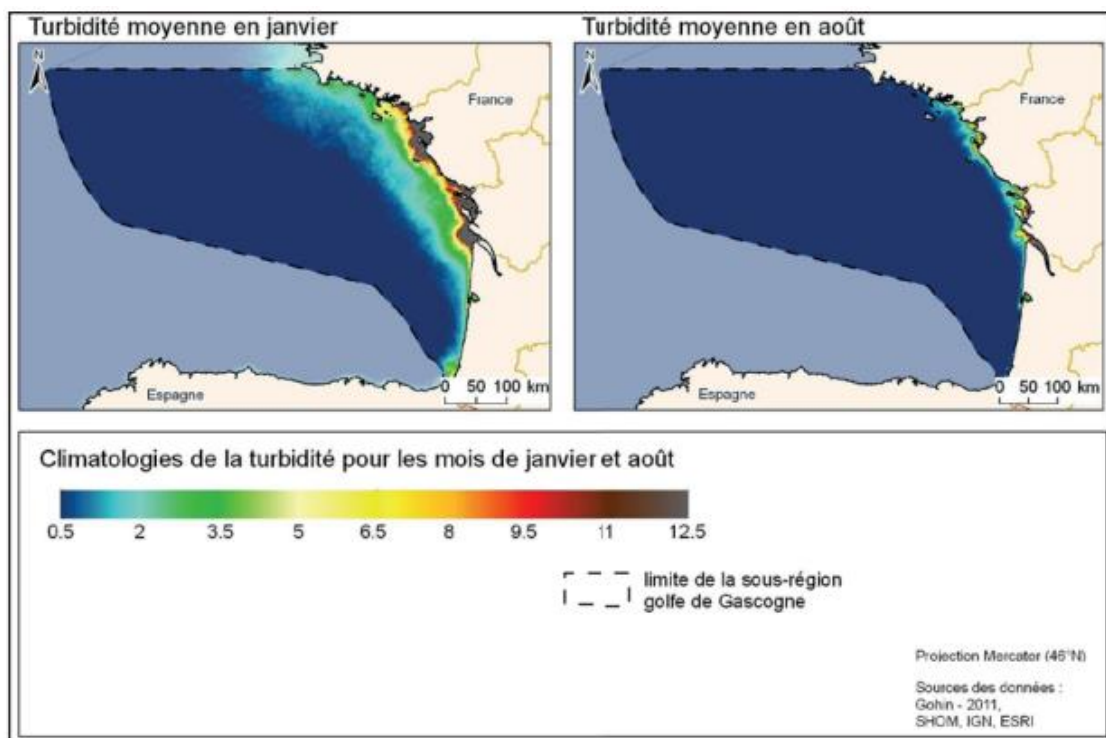 Turbidité moyenne en janvier
Turbidité moyenne en août
N
France
Espagne
0 50 100 km
N
France
Espagne
0 50 100 km
Climatologies de la turbidité pour les mois de janvier et août
0.5 2 3.5 5 6.5 8 9.5 11 12.5
limite de la sous-région
golfe de Gascogne
Projection Mercator (46°N)
Sources des données :
Gohin - 2011,
SHOM, IGN, ESRI